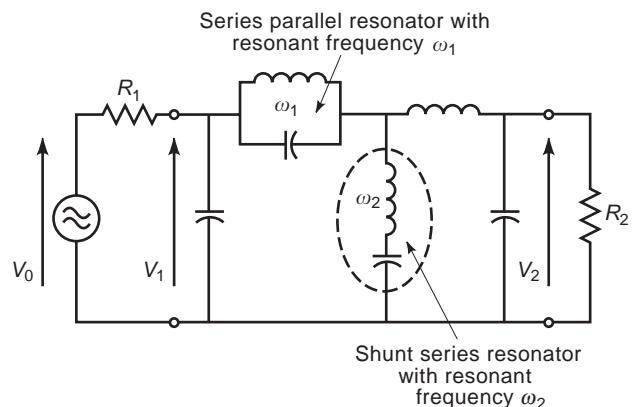 Series parallel resonator with
resonant frequency ω₁
R₁
ω₁
ω₂
R₂
V₀
V₁
V₂
Shunt series resonator
with resonant
frequency ω₂